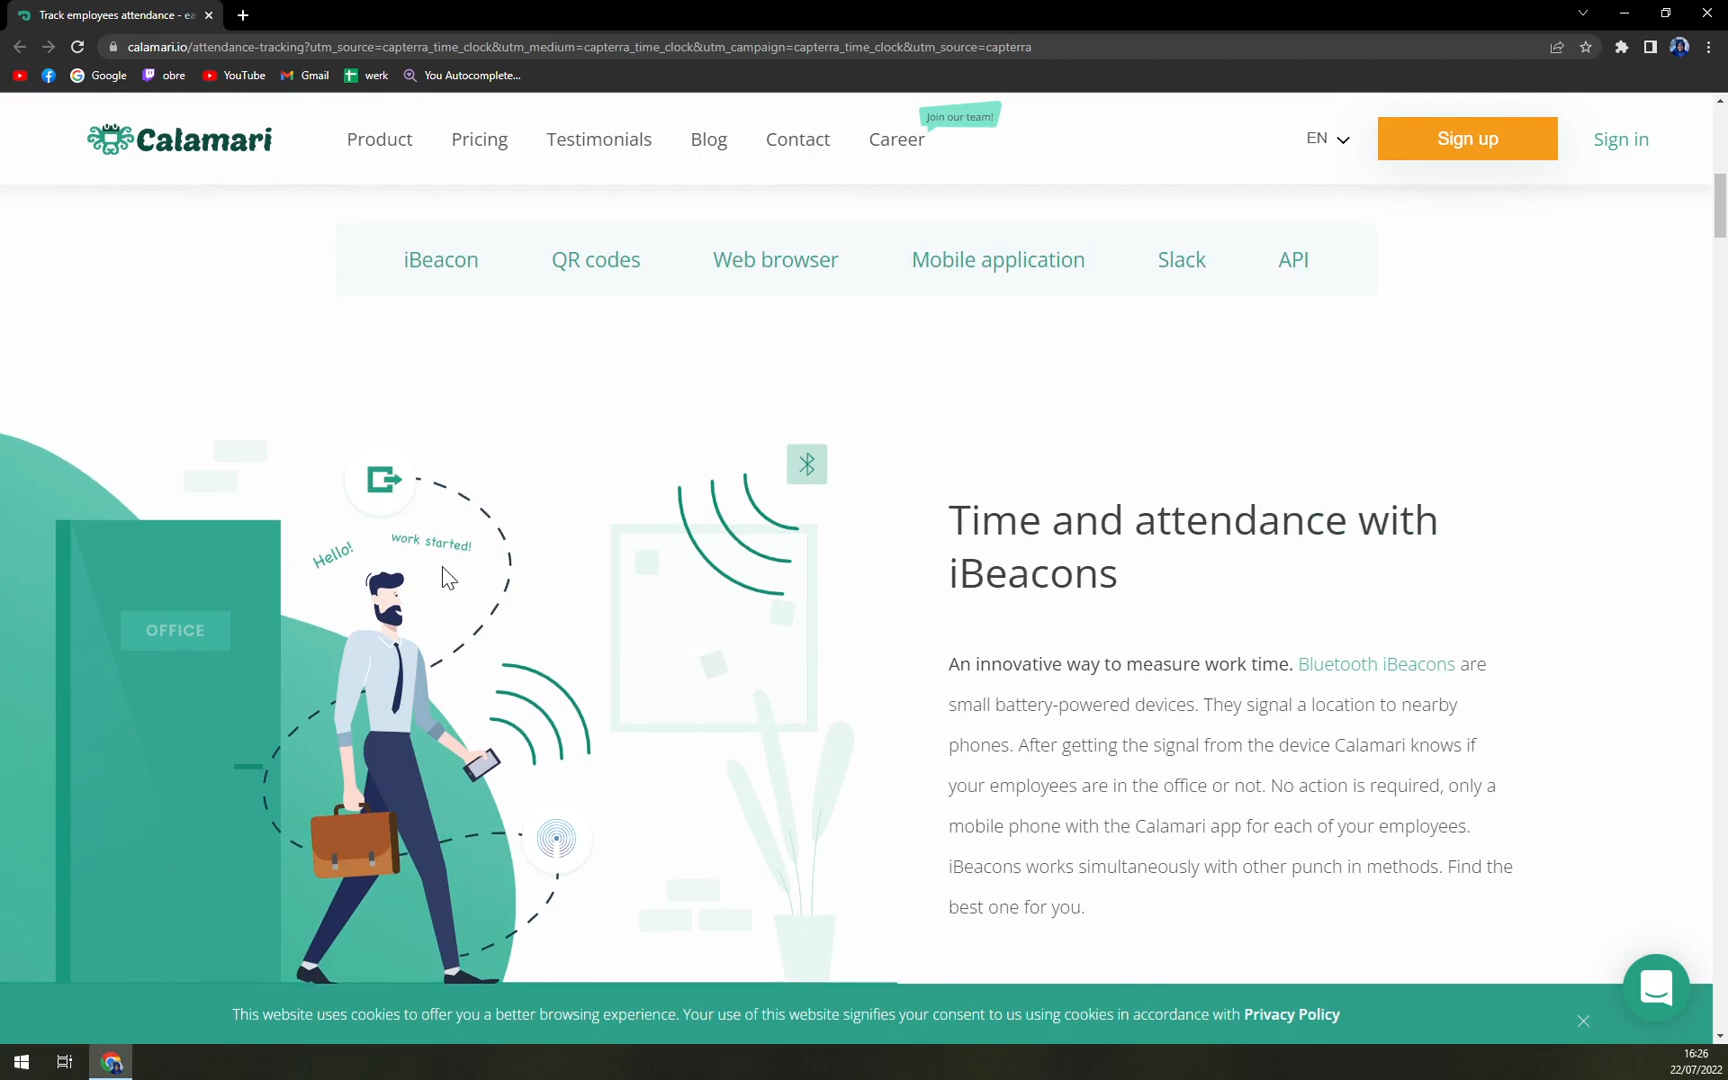 Track employees attendance - ea
calamari.io/attendance-tracking?utm_source=capterra_time_clock&utm_medium=capterra_time_clock&utm_campaign=capterra_time_clock&utm_source=capterra
Google obre YouTube Gmail werk You Autocomplete...
Join our team!
Calamari Product Pricing Testimonials Blog Contact Career EN Sign up Sign in
iBeacon QR codes Web browser Mobile application Slack API
Hello! work started!
OFFICE
Time and attendance with
iBeacons
An innovative way to measure work time. Bluetooth iBeacons are
small battery-powered devices. They signal a location to nearby
phones. After getting the signal from the device Calamari knows if
your employees are in the office or not. No action is required, only a
mobile phone with the Calamari app for each of your employees.
iBeacons works simultaneously with other punch in methods. Find the
best one for you.
This website uses cookies to offer you a better browsing experience. Your use of this website signifies your consent to us using cookies in accordance with Privacy Policy
16:26
22/07/2022